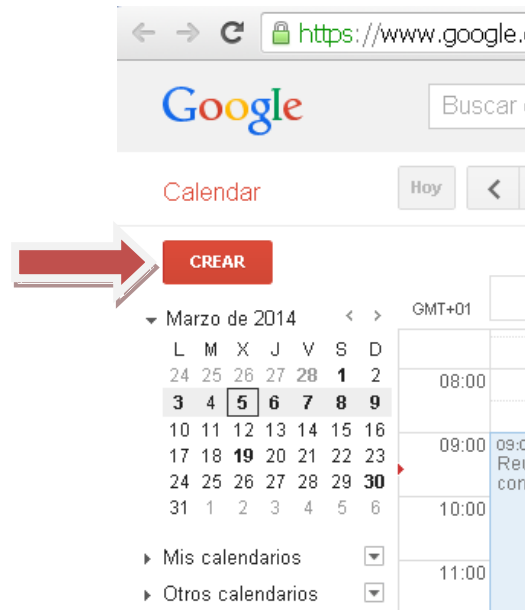 https://www.google.
Google
Buscar
Calendar
Hoy
CREAR
Marzo de 2014
GMT+01
L M X J V S D
24 25 26 27 28 1 2
3 4 5 6 7 8 9
10 11 12 13 14 15 16
17 18 19 20 21 22 23
24 25 26 27 28 29 30
31 1 2 3 4 5 6
Mis calendarios
Otros calendarios
08:00
09:00
10:00
11:00